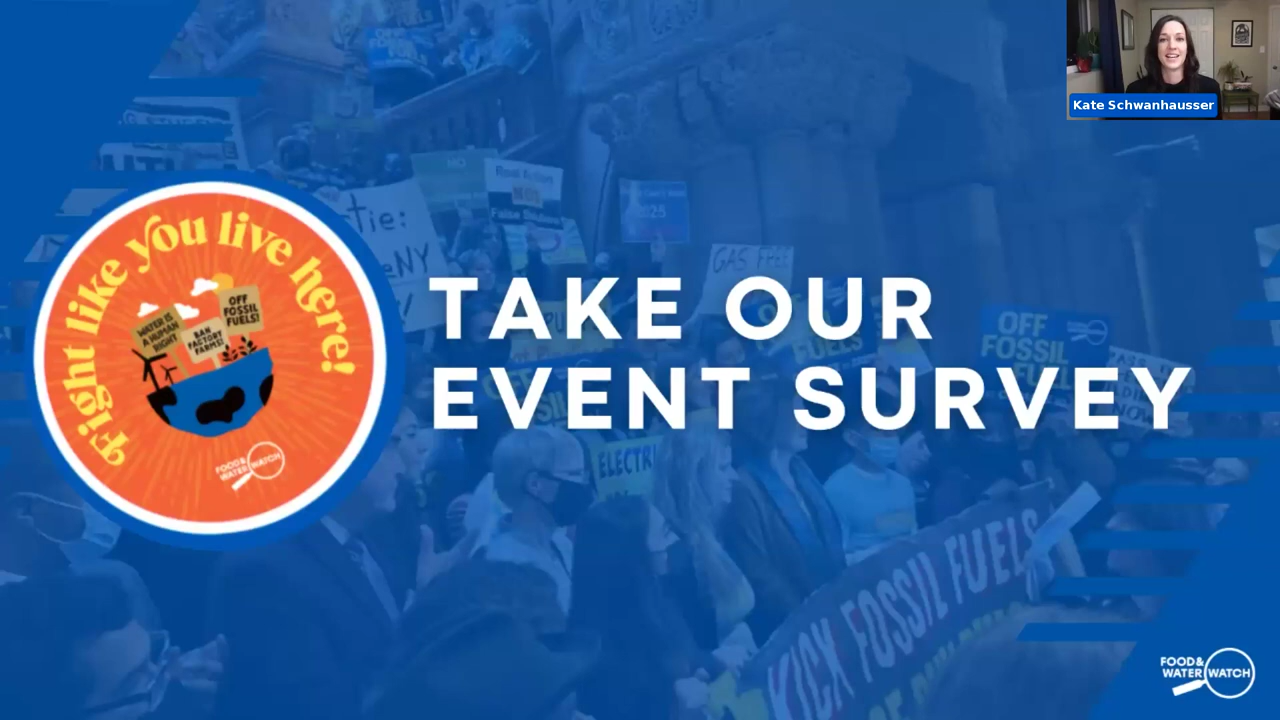 Kate Schwanhausser
Fight like you live here!
OFF
FOSSIL
FUELS!
WATER IS
A HUMAN
RIGHT
BAN
FACTORY
FARMS!
FOOD&
WATER WATCH
TAKE OUR
EVENT SURVEY
GAS FREE
OFF
FOSSIL
ELECTRI
KICK FOSSIL FUELS
FOOD&
WATER WATCH